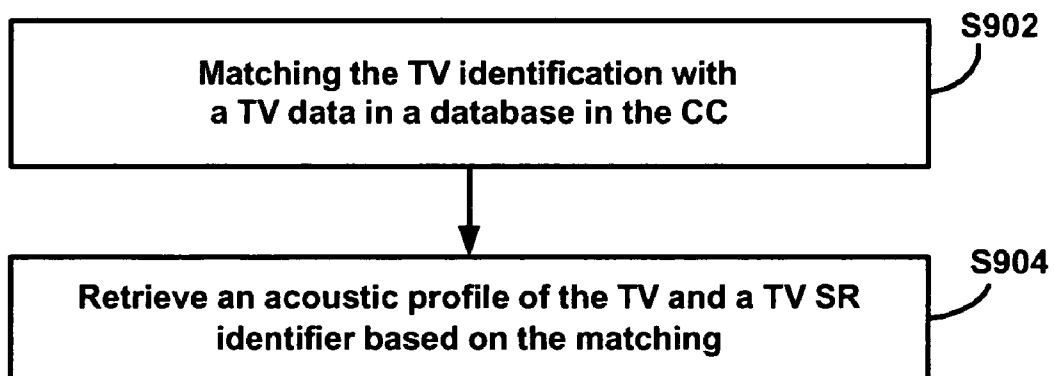 S902
Matching the TV identification with
a TV data in a database in the CC
S904
Retrieve an acoustic profile of the TV and a TV SR
identifier based on the matching